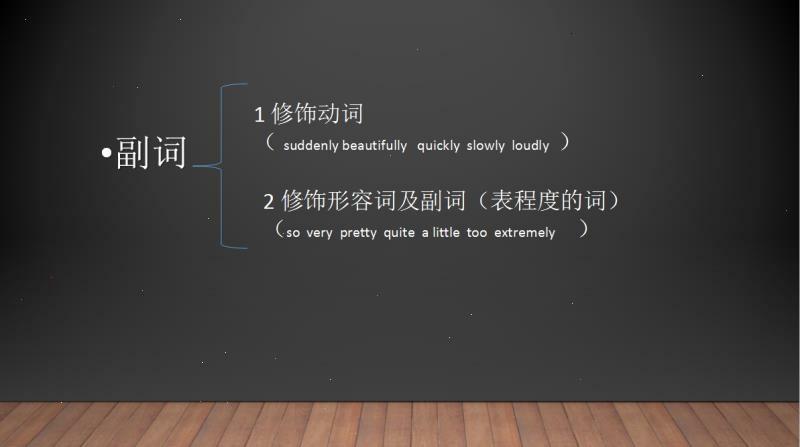 •副词
1 修饰动词
（ suddenly beautifully quickly slowly loudly ）
2 修饰形容词及副词（表程度的词）
（so very pretty quite a little too extremely ）